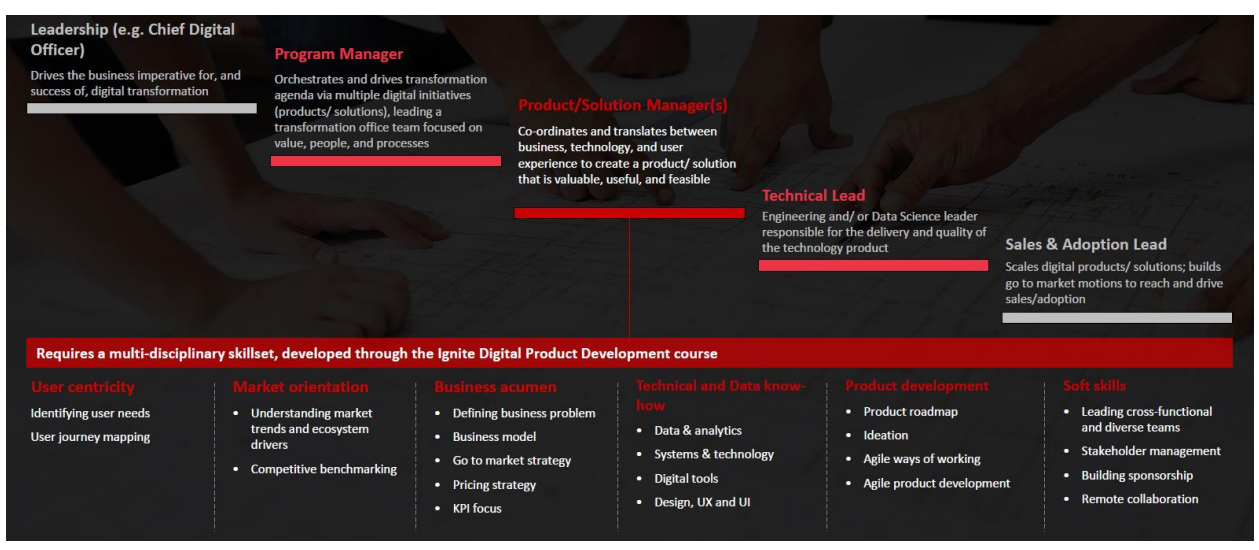 Leadership (e.g. Chief Digital
Officer)
Drives the business imperative for, and
success of, digital transformation
Program Manager
Orchestrates and drives transformation
agenda via multiple digital initiatives
(products/ solutions), leading a
transformation office team focused on
value, people, and processes
Product/Solution Manager(s)
Co-ordinates and translates between
business, technology, and user
experience to create a product/ solution
that is valuable, useful, and feasible
Technical Lead
Engineering and/ or Data Science leader
responsible for the delivery and quality of
the technology product
Sales & Adoption Lead
Scales digital products/ solutions; builds
go to market motions to reach and drive
sales/adoption
Requires a multi-disciplinary skillset, developed through the Ignite Digital Product Development course
User centricity
Identifying user needs
User journey mapping
Market orientation
• Understanding market
trends and ecosystem
drivers
• Competitive benchmarking
Business acumen
• Defining business problem
• Business model
• Go to market strategy
• Pricing strategy
• KPI focus
Technical and Data know-
how
• Data & analytics
• Systems & technology
• Digital tools
• Design, UX and UI
Product development
• Product roadmap
• Ideation
• Agile ways of working
• Agile product development
Soft skills
• Leading cross-functional
and diverse teams
• Stakeholder management
• Building sponsorship
• Remote collaboration